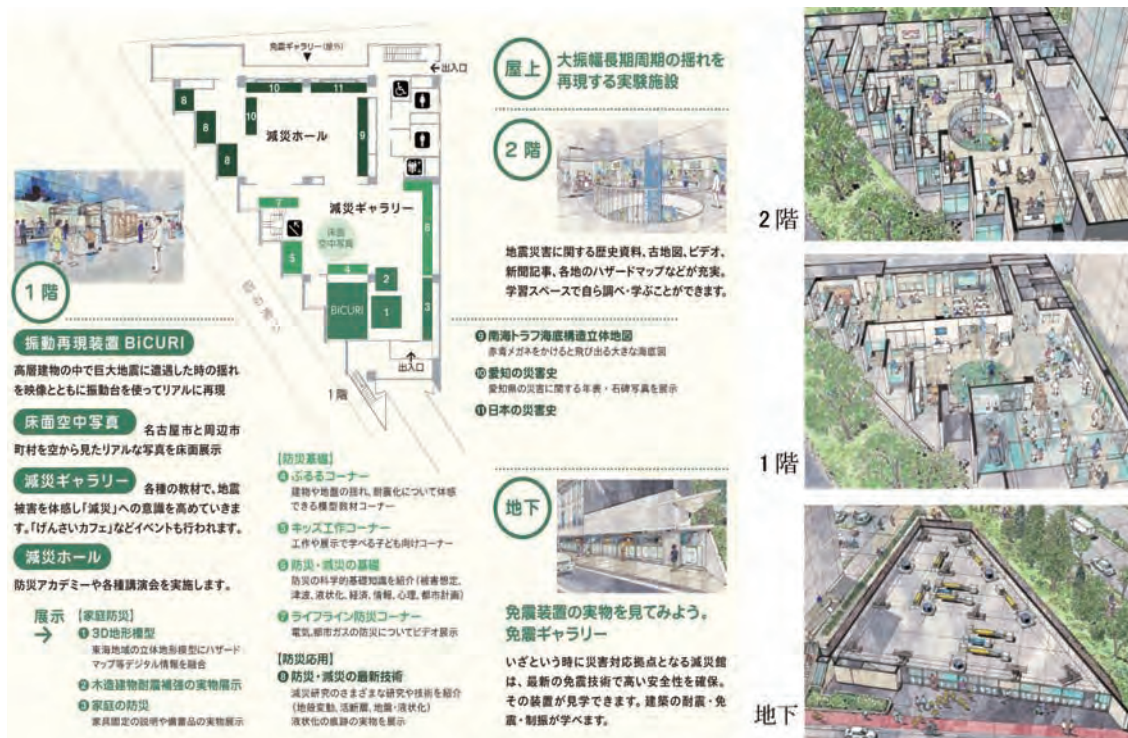 免震ギャラリー(屋外)
出入口
10
11
8
10
8
9
8
減災ホール
7
減災ギャラリー
床面
空中写真
6
5
4
2
BiCURI
1
3
出入口
1階
1階
振動再現装置 BiCURI
高層建物の中で巨大地震に遭遇した時の揺れ
を映像とともに振動台を使ってリアルに再現
床面空中写真 名古屋市と周辺市
町村を空から見たリアルな写真を床面展示
減災ギャラリー 各種の教材で、地震
被害を体感し「減災」への意識を高めていきま
す。「げんさいカフェ」などイベントも行われます。
減災ホール
防災アカデミーや各種講演会を実施します。
展示 【家庭防災】
❶ 3D地形模型
東海地域の立体地形模型にハザード
マップ等デジタル情報を融合
❷ 木造建物耐震補強の実物展示
❸ 家庭の防災
家具固定の説明や備蓄品の実物展示
【防災基礎】
❹ ぶるるコーナー
建物や地盤の揺れ、耐震化について体感
できる模型教材コーナー
❺ キッズ工作コーナー
工作や展示で学べる子ども向けコーナー
❻ 防災・減災の基礎
防災の科学的基礎知識を紹介(被害想定、
津波、液状化、経済、情報、心理、都市計画)
❼ ライフライン防災コーナー
電気、都市ガスの防災についてビデオ展示
【防災応用】
❽ 防災・減災の最新技術
減災研究のさまざまな研究や技術を紹介
(地殻変動、活断層、地盤・液状化)
液状化の痕跡の実物を展示
屋上 大振幅長期周期の揺れを
再現する実験施設
2階
地震災害に関する歴史資料、古地図、ビデオ、
新聞記事、各地のハザードマップなどが充実。
学習スペースで自ら調べ・学ぶことができます。
❾ 南海トラフ海底構造立体地図
赤青メガネをかけると飛び出る大きな海底図
❿ 愛知の災害史
愛知県の災害に関する年表・石碑写真を展示
⓫ 日本の災害史
地下
免震装置の実物を見てみよう。
免震ギャラリー
いざという時に災害対応拠点となる減災館
は、最新の免震技術で高い安全性を確保。
その装置が見学できます。建築の耐震・免
震・制振が学べます。
2階
1階
地下